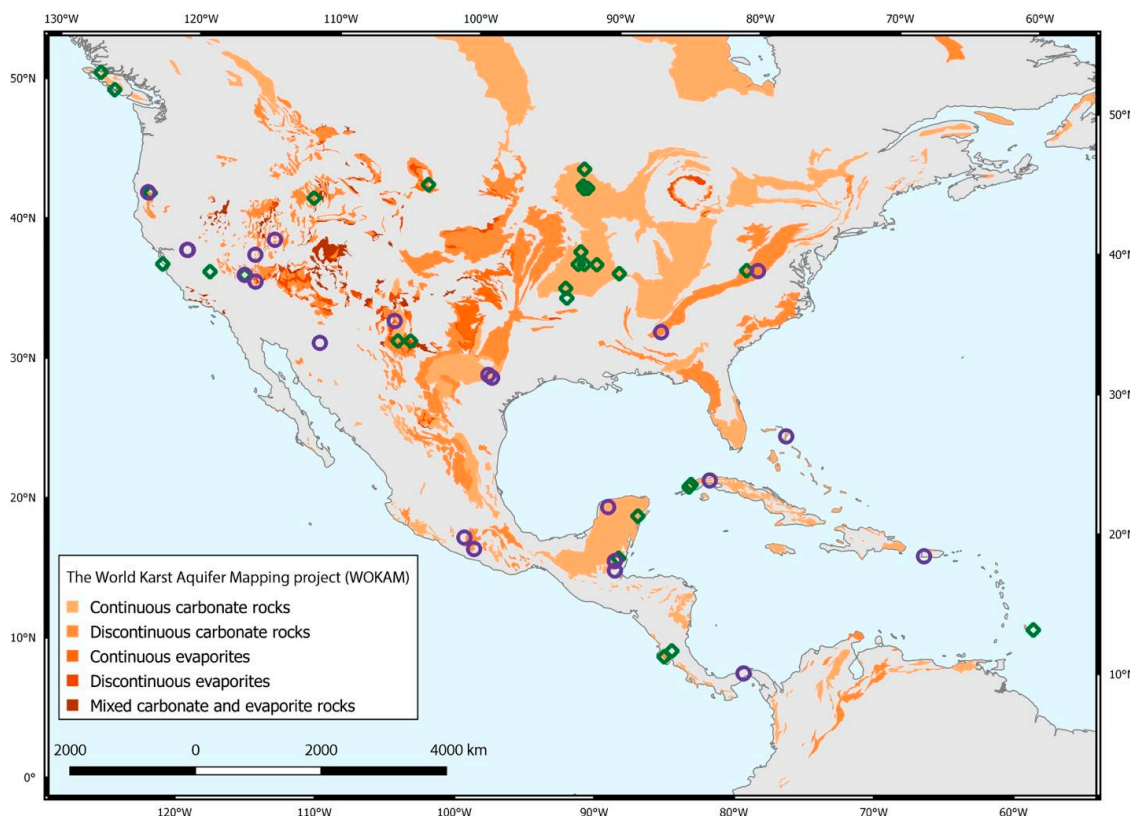 130°W 120°W 110°W 100°W 90°W 80°W 70°W 60°W
50°N
50°N
40°N
40°N
30°N
30°N
20°N
20°N
The World Karst Aquifer Mapping project (WOKAM)
Continuous carbonate rocks
Discontinuous carbonate rocks
Continuous evaporites
Discontinuous evaporites
Mixed carbonate and evaporite rocks
10°N
10°N
2000 0 2000 4000 km
0°
120°W 110°W 100°W 90°W 80°W 70°W 60°W